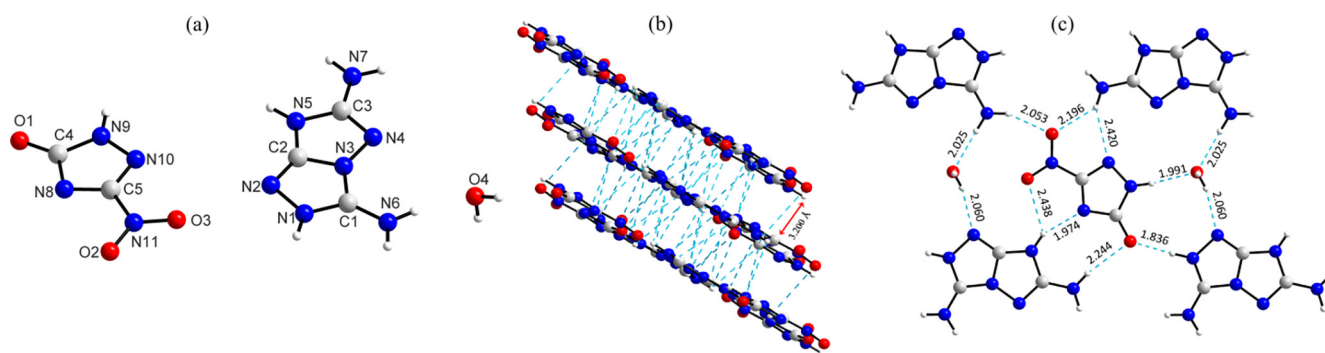 (a)
N7
N5
C3
N4
C2
N3
N2
N1
C1
N6
O1
C4
N9
N10
N8
C5
O3
N11
O2
O4
(b)
3.200 Å
(c)
2.053
2.196
2.420
2.025
2.025
1.991
2.060
2.438
2.060
1.974
1.836
2.244